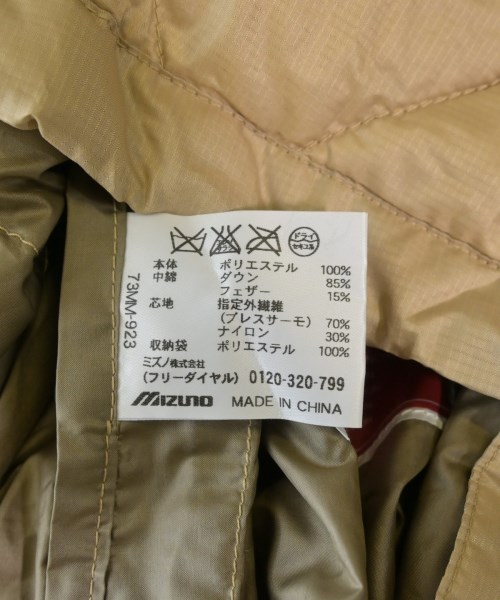 ドライ
セキユ系
本体 ポリエステル 100%
中綿 ダウン 85%
フェザー 15%
芯地 指定外繊維
(ブレスサーモ) 70%
ナイロン 30%
収納袋 ポリエステル 100%
ミズノ株式会社
(フリーダイヤル) 0120-320-799
MIZUNO MADE IN CHINA
73MM-923